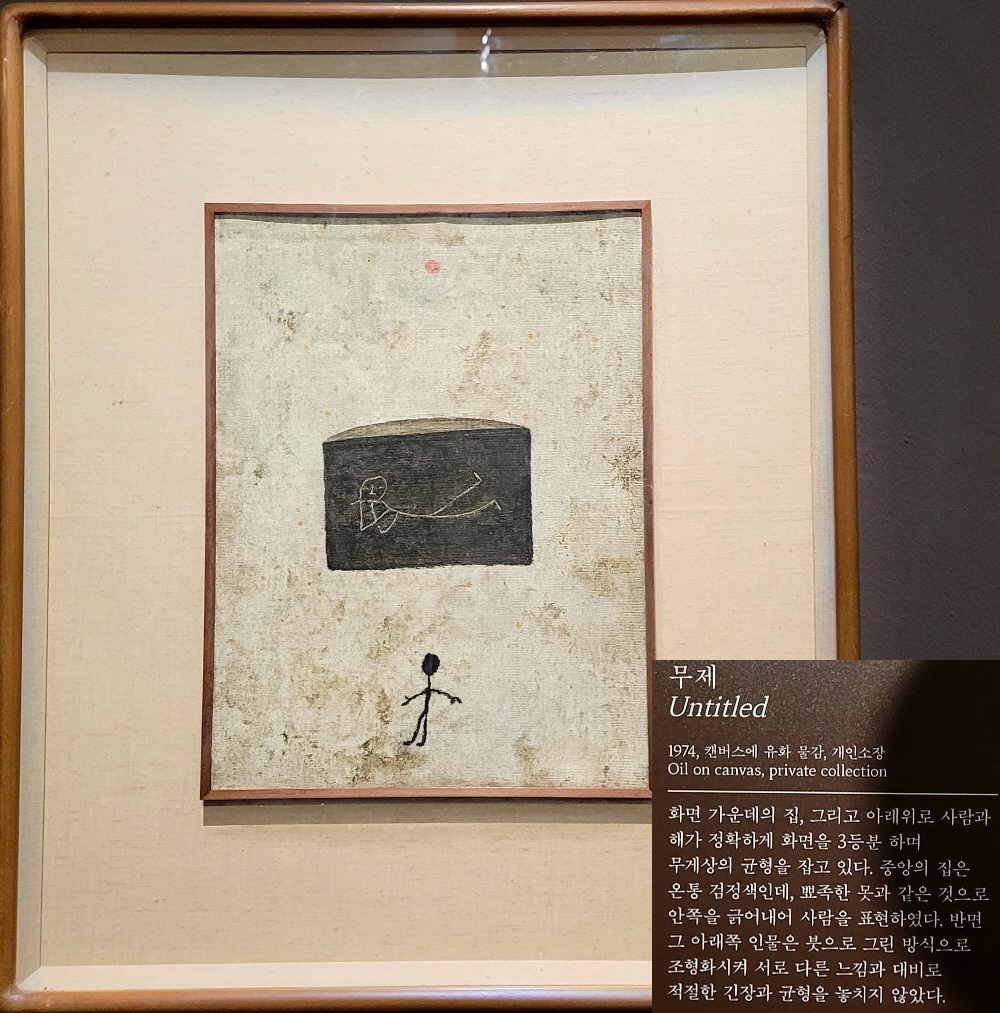 무제
Untitled
1974, 캔버스에 유화 물감, 개인소장
Oil on canvas, private collection
화면 가운데의 집, 그리고 아래위로 사람과
해가 정확하게 화면을 3등분 하며
무게상의 균형을 잡고 있다. 중앙의 집은
온통 검정색인데, 뾰족한 못과 같은 것으로
안쪽을 긁어내어 사람을 표현하였다. 반면
그 아래쪽 인물은 붓으로 그린 방식으로
조형화시켜 서로 다른 느낌과 대비로
적절한 긴장과 균형을 놓치지 않았다.